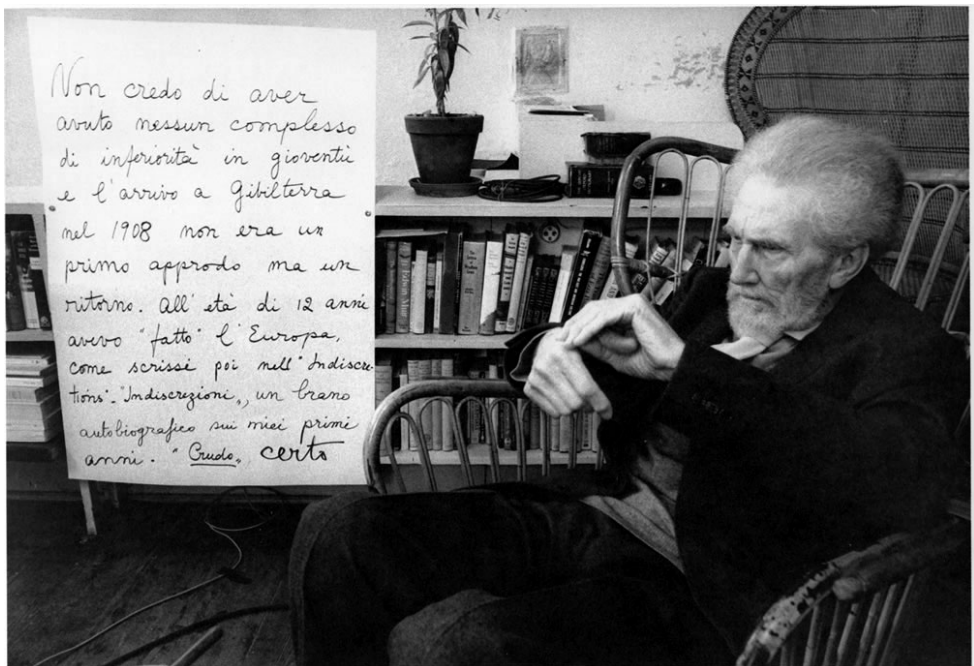 Non credo di aver
avuto nessun complesso
di inferiorità in gioventù
e l'arrivo a Gibilterra
nel 1908 non era un
primo approdo ma un
ritorno. All'età di 12 anni
avevo "fatto" l'Europa,
come scrissi poi nell'"Indiscre-
tions"-"Indiscrezioni", un brano
autobiografico sui miei primi
anni. "Crudo", certo